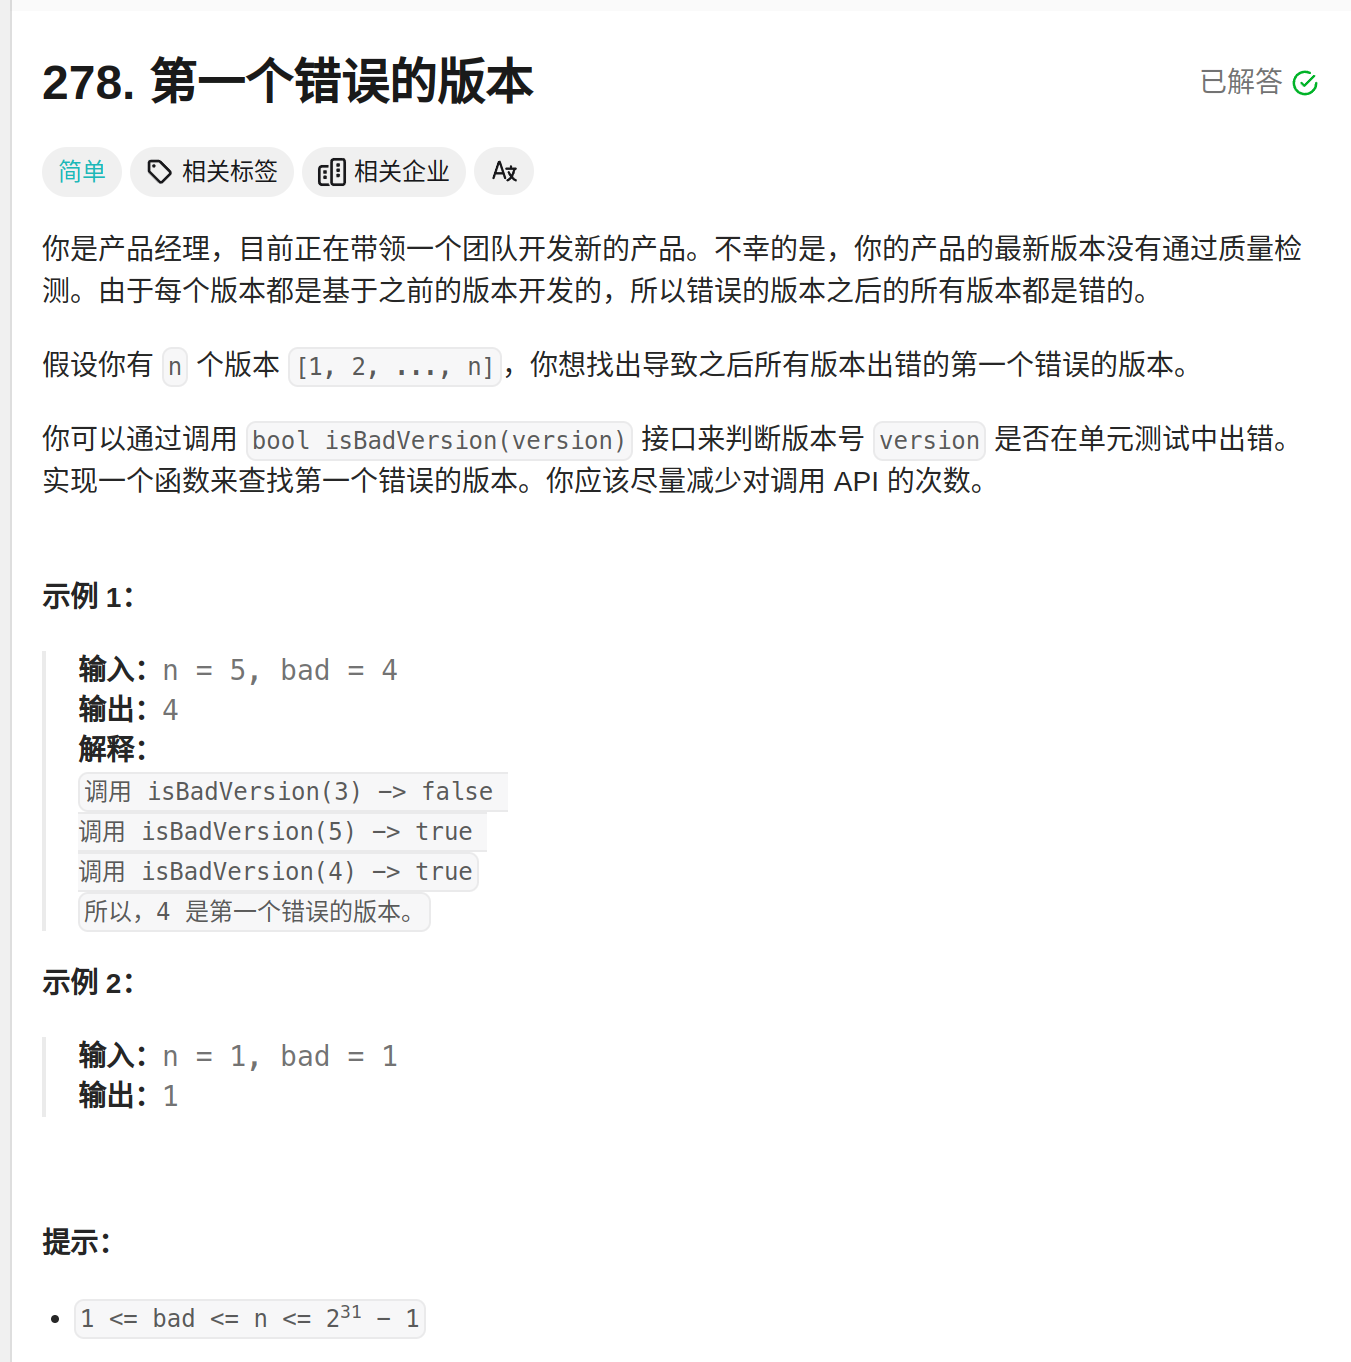 278. 第一个错误的版本
已解答
简单 相关标签 相关企业
你是产品经理，目前正在带领一个团队开发新的产品。不幸的是，你的产品的最新版本没有通过质量检
测。由于每个版本都是基于之前的版本开发的，所以错误的版本之后的所有版本都是错的。
假设你有 n 个版本 [1, 2, ..., n]，你想找出导致之后所有版本出错的第一个错误的版本。
你可以通过调用 bool isBadVersion(version) 接口来判断版本号 version 是否在单元测试中出错。
实现一个函数来查找第一个错误的版本。你应该尽量减少对调用 API 的次数。
示例 1：
输入：n = 5, bad = 4
输出：4
解释：
调用 isBadVersion(3) -> false
调用 isBadVersion(5) -> true
调用 isBadVersion(4) -> true
所以，4 是第一个错误的版本。
示例 2：
输入：n = 1, bad = 1
输出：1
提示：
• 1 <= bad <= n <= 2³¹ - 1